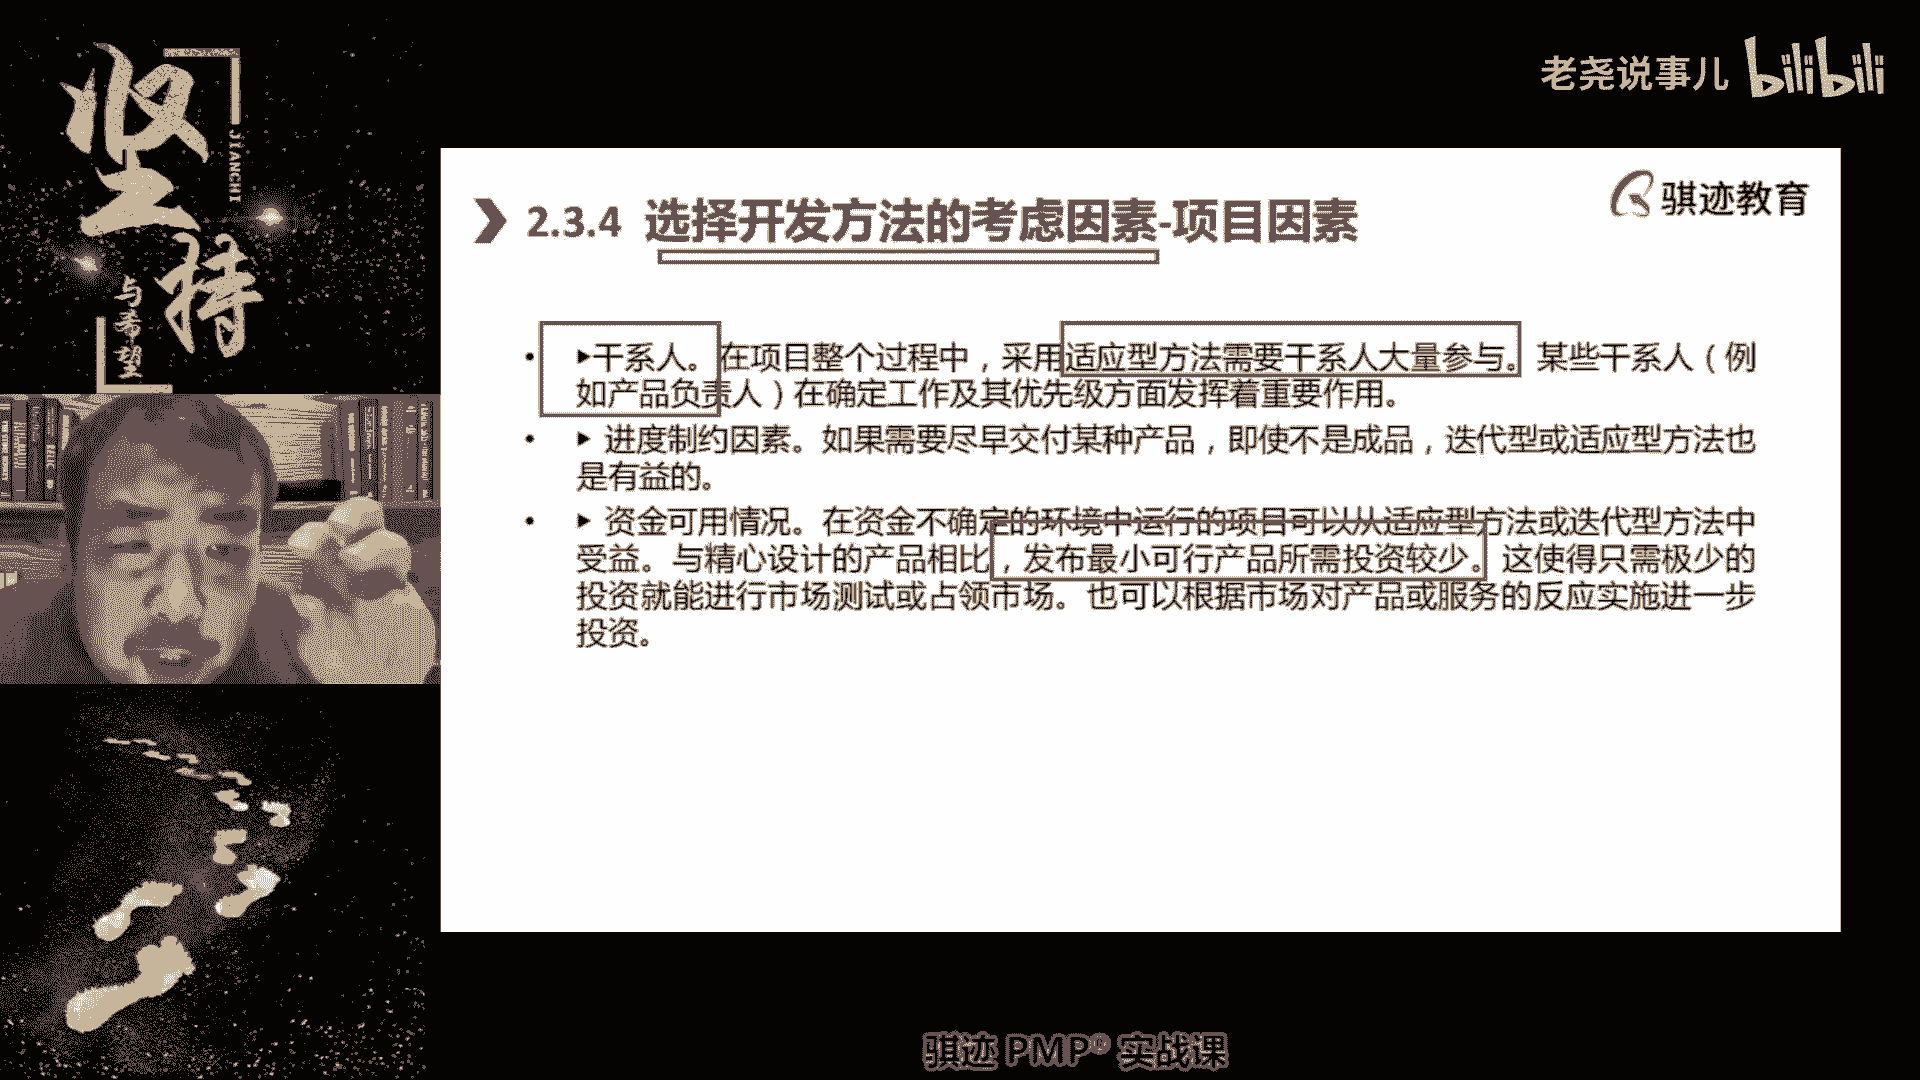 坚
持
JIANCHI
与希望
老尧说事儿 bilibili
骐迹教育
2.3.4 选择开发方法的考虑因素-项目因素
• ▶干系人。在项目整个过程中，采用适应型方法需要干系人大量参与。某些干系人（例
如产品负责人）在确定工作及其优先级方面发挥着重要作用。
• ▶ 进度制约因素。如果需要尽早交付某种产品，即使不是成品，迭代型或适应型方法也
是有益的。
• ▶ 资金可用情况。在资金不确定的环境中运行的项目可以从适应型方法或迭代型方法中
受益。与精心设计的产品相比，发布最小可行产品所需投资较少。这使得只需极少的
投资就能进行市场测试或占领市场。也可以根据市场对产品或服务的反应实施进一步
投资。
骐迹 PMP® 实战课